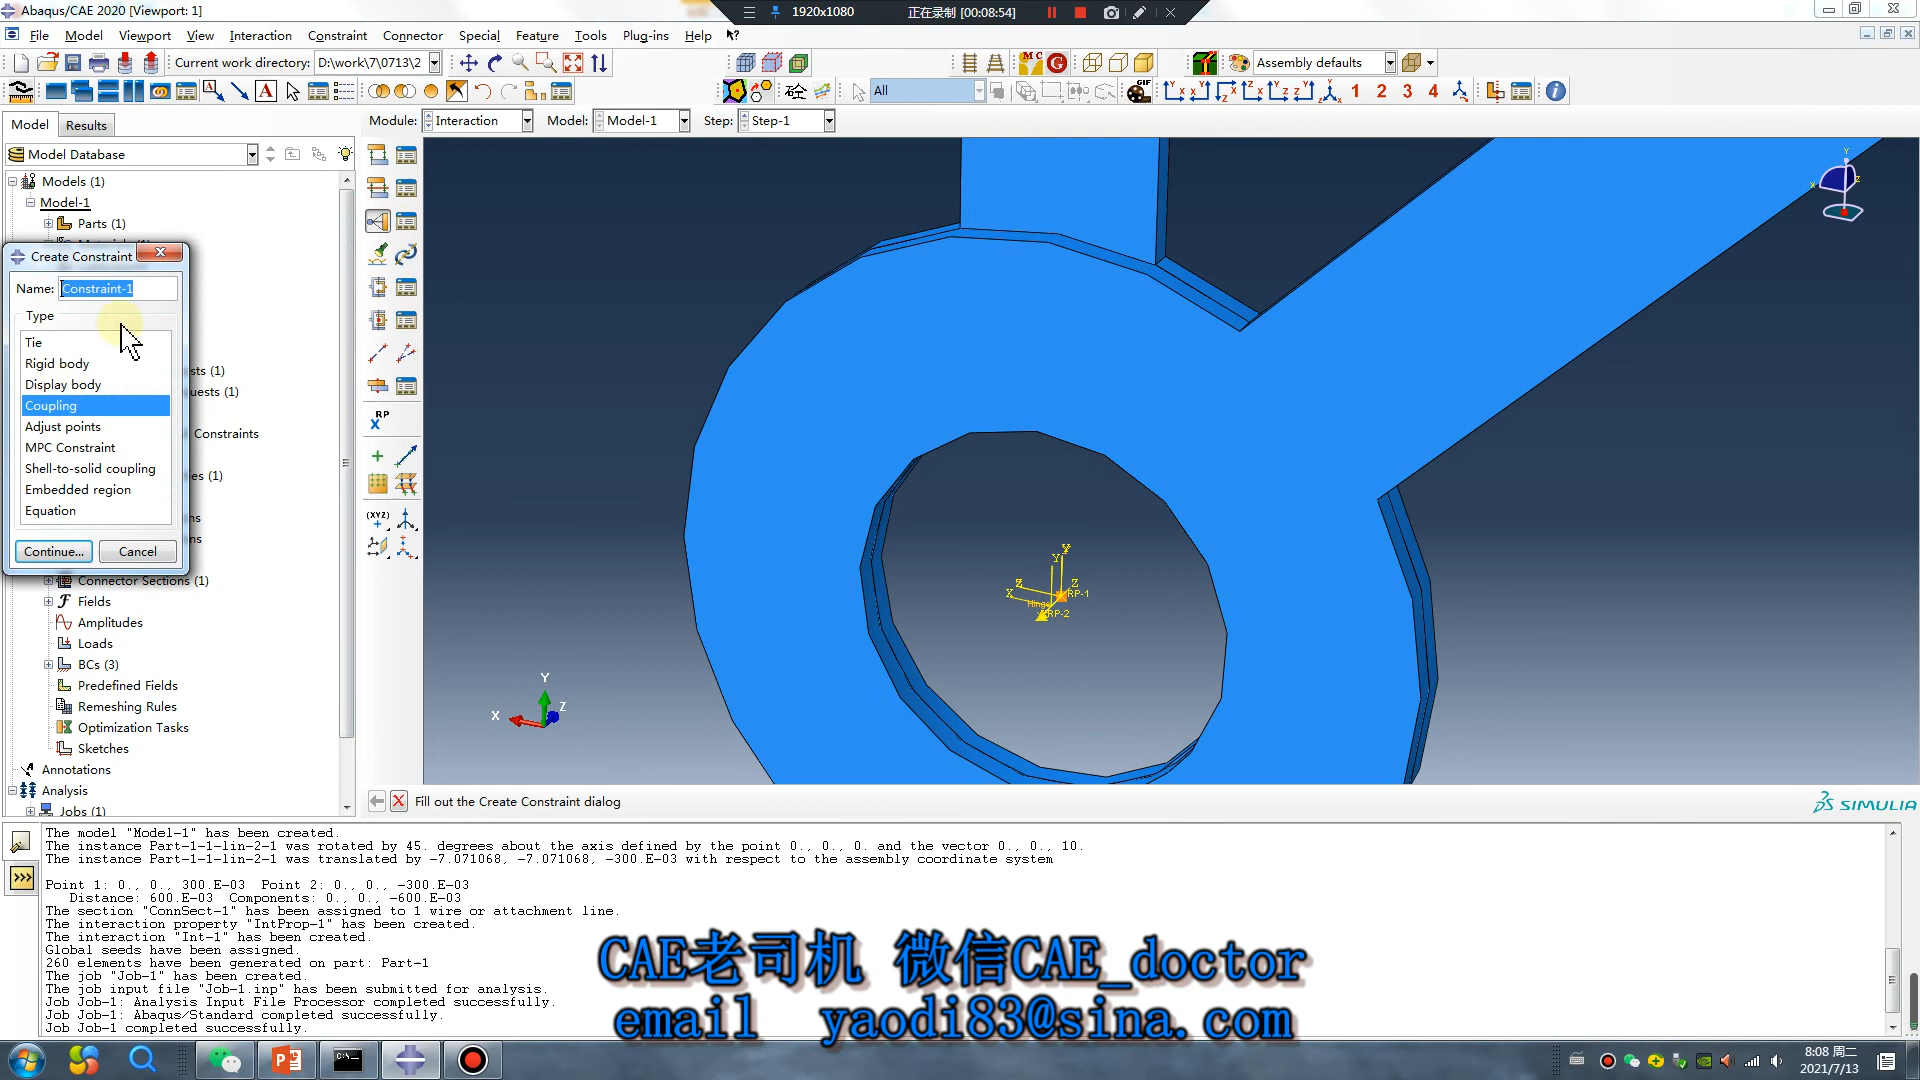 Abaqus/CAE 2020 [Viewport: 1]
1920x1080
正在录制 [00:08:54]
File Model Viewport View Interaction Constraint Connector Special Feature Tools Plug-ins Help
Current work directory: D:\work\7\0713\2
MC
G
Assembly defaults
A
A
砼
All
GIF
1 2 3 4
Model Results
Module: Interaction Model: Model-1 Step: Step-1
Model Database
Models (1)
Model-1
Parts (1)
Create Constraint
Name: Constraint-1
Type
Tie
Rigid body
Display body
Coupling
Adjust points
MPC Constraint
Shell-to-solid coupling
Embedded region
Equation
Continue... Cancel
sts (1)
uests (1)
Constraints
es (1)
ns
ns
Connector Sections (1)
Fields
Amplitudes
Loads
BCs (3)
Predefined Fields
Remeshing Rules
Optimization Tasks
Sketches
Annotations
Analysis
Jobs (1)
RP
X
(XYZ)
Y
X
Z
Y
Y
Z
Z
X
RP-1
Hinge
RP-2
Y
X
Z
Fill out the Create Constraint dialog
SIMULIA
The model "Model-1" has been created.
The instance Part-1-1-lin-2-1 was rotated by 45. degrees about the axis defined by the point 0., 0., 0. and the vector 0., 0., 10.
The instance Part-1-1-lin-2-1 was translated by -7.071068, -7.071068, -300.E-03 with respect to the assembly coordinate system
Point 1: 0., 0., 300.E-03 Point 2: 0., 0., -300.E-03
Distance: 600.E-03 Components: 0., 0., -600.E-03
The section "ConnSect-1" has been assigned to 1 wire or attachment line.
The interaction property "IntProp-1" has been created.
The interaction "Int-1" has been created.
Global seeds have been assigned.
260 elements have been generated on part: Part-1
The job "Job-1" has been created.
The job input file "Job-1.inp" has been submitted for analysis.
Job Job-1: Analysis Input File Processor completed successfully.
Job Job-1: Abaqus/Standard completed successfully.
Job Job-1 completed successfully.
CAE老司机 微信CAE_doctor
email yaodi83@sina.com
8:08 周二
2021/7/13